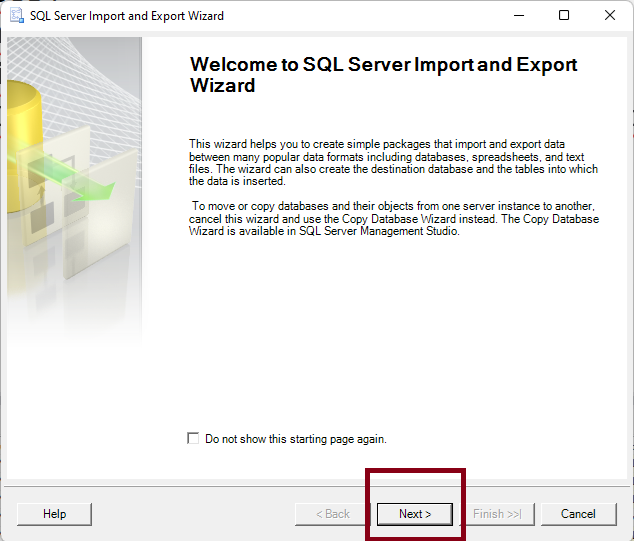 SQL Server Import and Export Wizard
Welcome to SQL Server Import and Export
Wizard
This wizard helps you to create simple packages that import and export data
between many popular data formats including databases, spreadsheets, and text
files. The wizard can also create the destination database and the tables into which
the data is inserted.
To move or copy databases and their objects from one server instance to another,
cancel this wizard and use the Copy Database Wizard instead. The Copy Database
Wizard is available in SQL Server Management Studio.
Do not show this starting page again.
Help
< Back
Next >
Finish >>|
Cancel